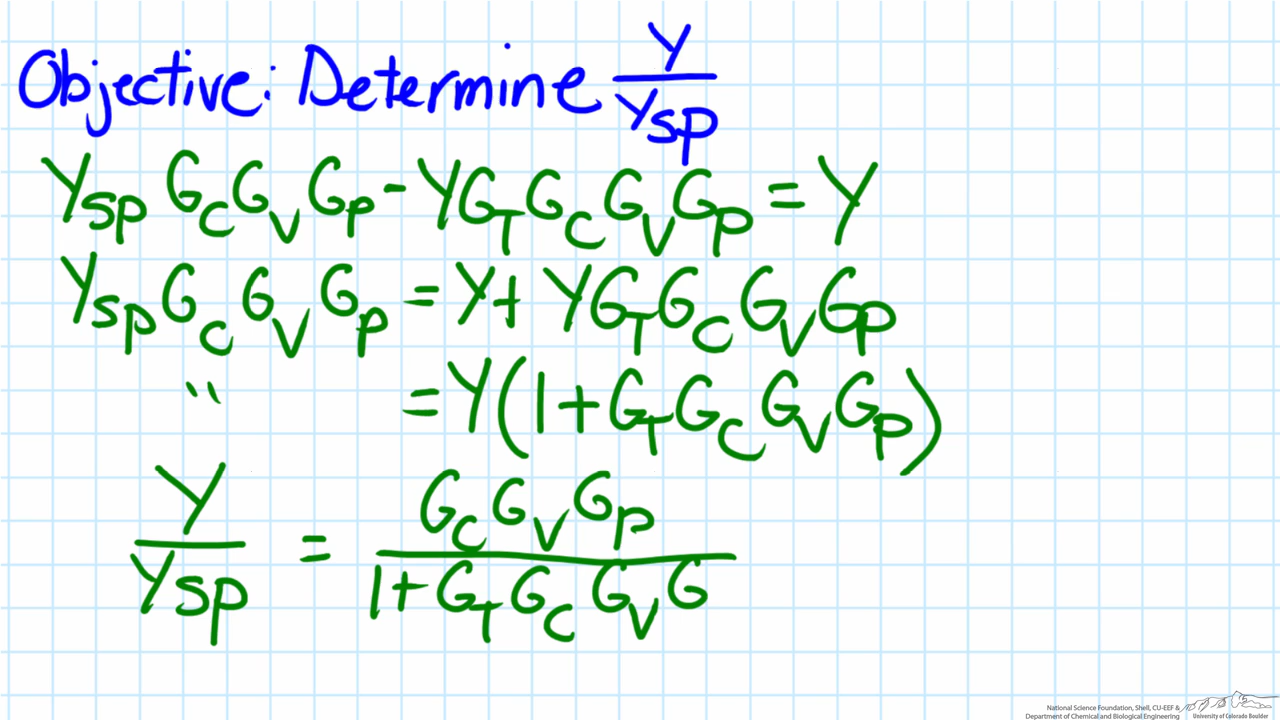 Objective: Determine Y/Ysp
Ysp Gc Gv Gp - Y GT Gc Gv Gp = Y
Ysp Gc Gv Gp = Y + Y GT Gc Gv Gp
" = Y(1 + GT Gc Gv Gp)
Y/Ysp = Gc Gv Gp/1 + GT Gc Gv G
National Science Foundation, Shell, CU-EEF &
Department of Chemical and Biological Engineering
University of Colorado Boulder